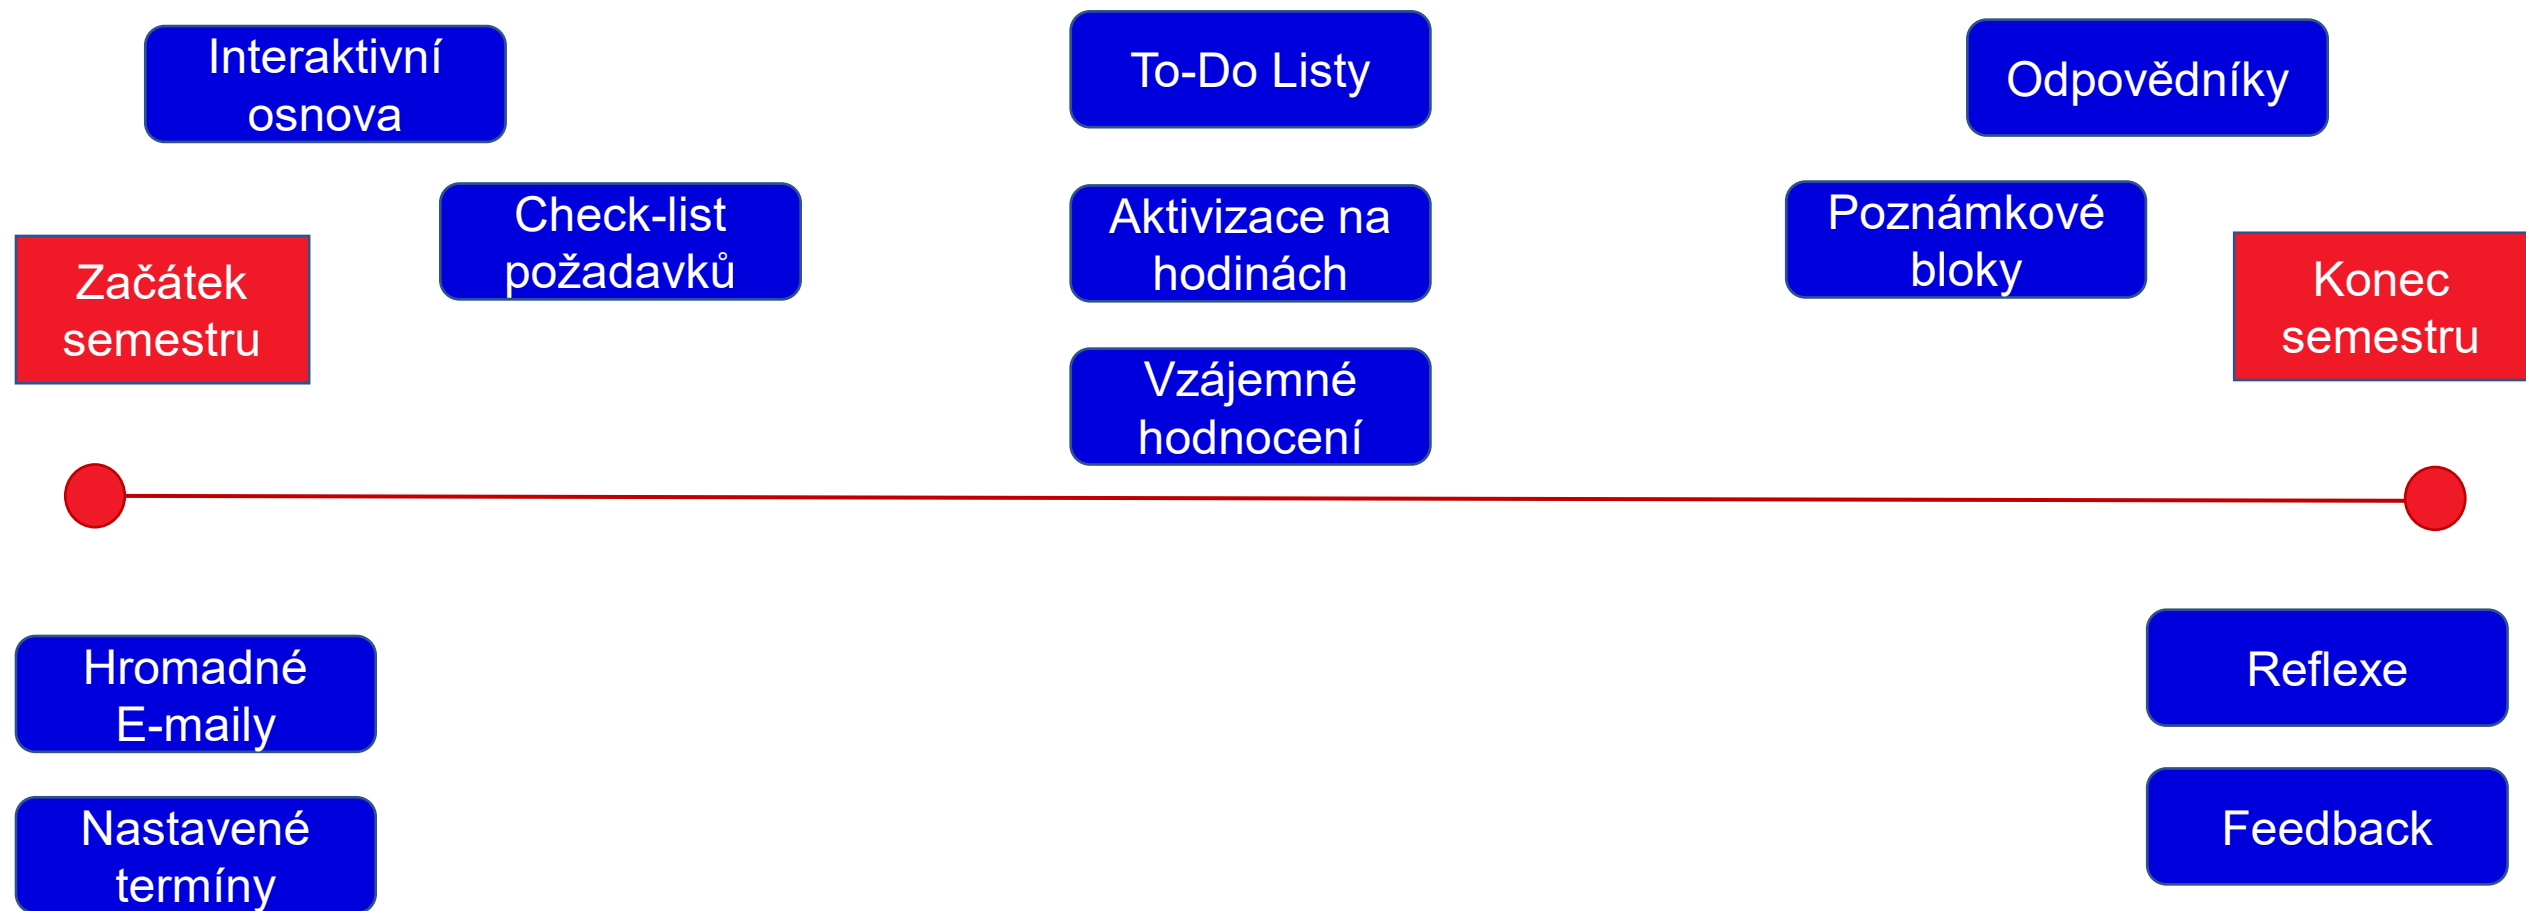 Interaktivní
osnova
To-Do Listy
Odpovědníky
Check-list
požadavků
Aktivizace na
hodinách
Poznámkové
bloky
Začátek
semestru
Konec
semestru
Vzájemné
hodnocení
Hromadné
E-maily
Reflexe
Nastavené
termíny
Feedback